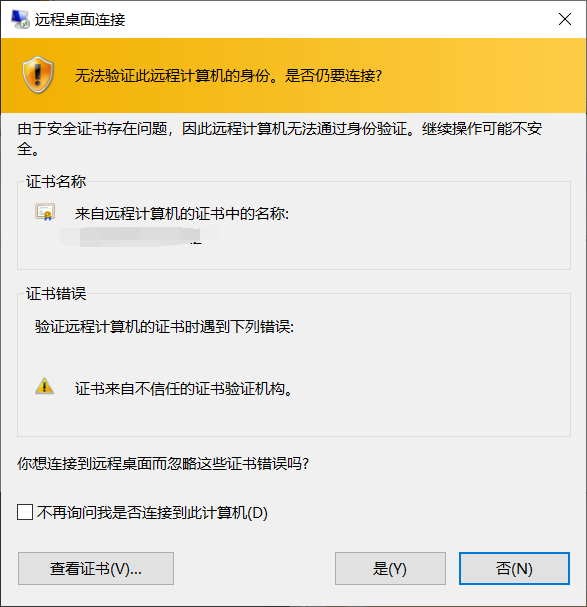 远程桌面连接
无法验证此远程计算机的身份。是否仍要连接?
由于安全证书存在问题，因此远程计算机无法通过身份验证。继续操作可能不安
全。
证书名称
来自远程计算机的证书中的名称:
证书错误
验证远程计算机的证书时遇到下列错误:
证书来自不信任的证书验证机构。
你想连接到远程桌面而忽略这些证书错误吗?
不再询问我是否连接到此计算机(D)
查看证书(V)...
是(Y)
否(N)